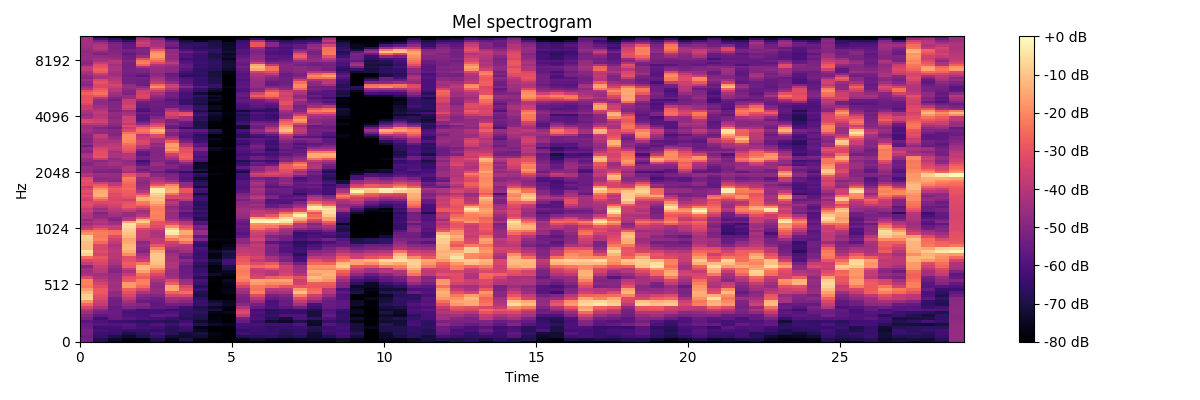 Mel spectrogram
8192
4096
2048
1024
512
0
Hz
0 5 10 15 20 25
Time
+0 dB
-10 dB
-20 dB
-30 dB
-40 dB
-50 dB
-60 dB
-70 dB
-80 dB